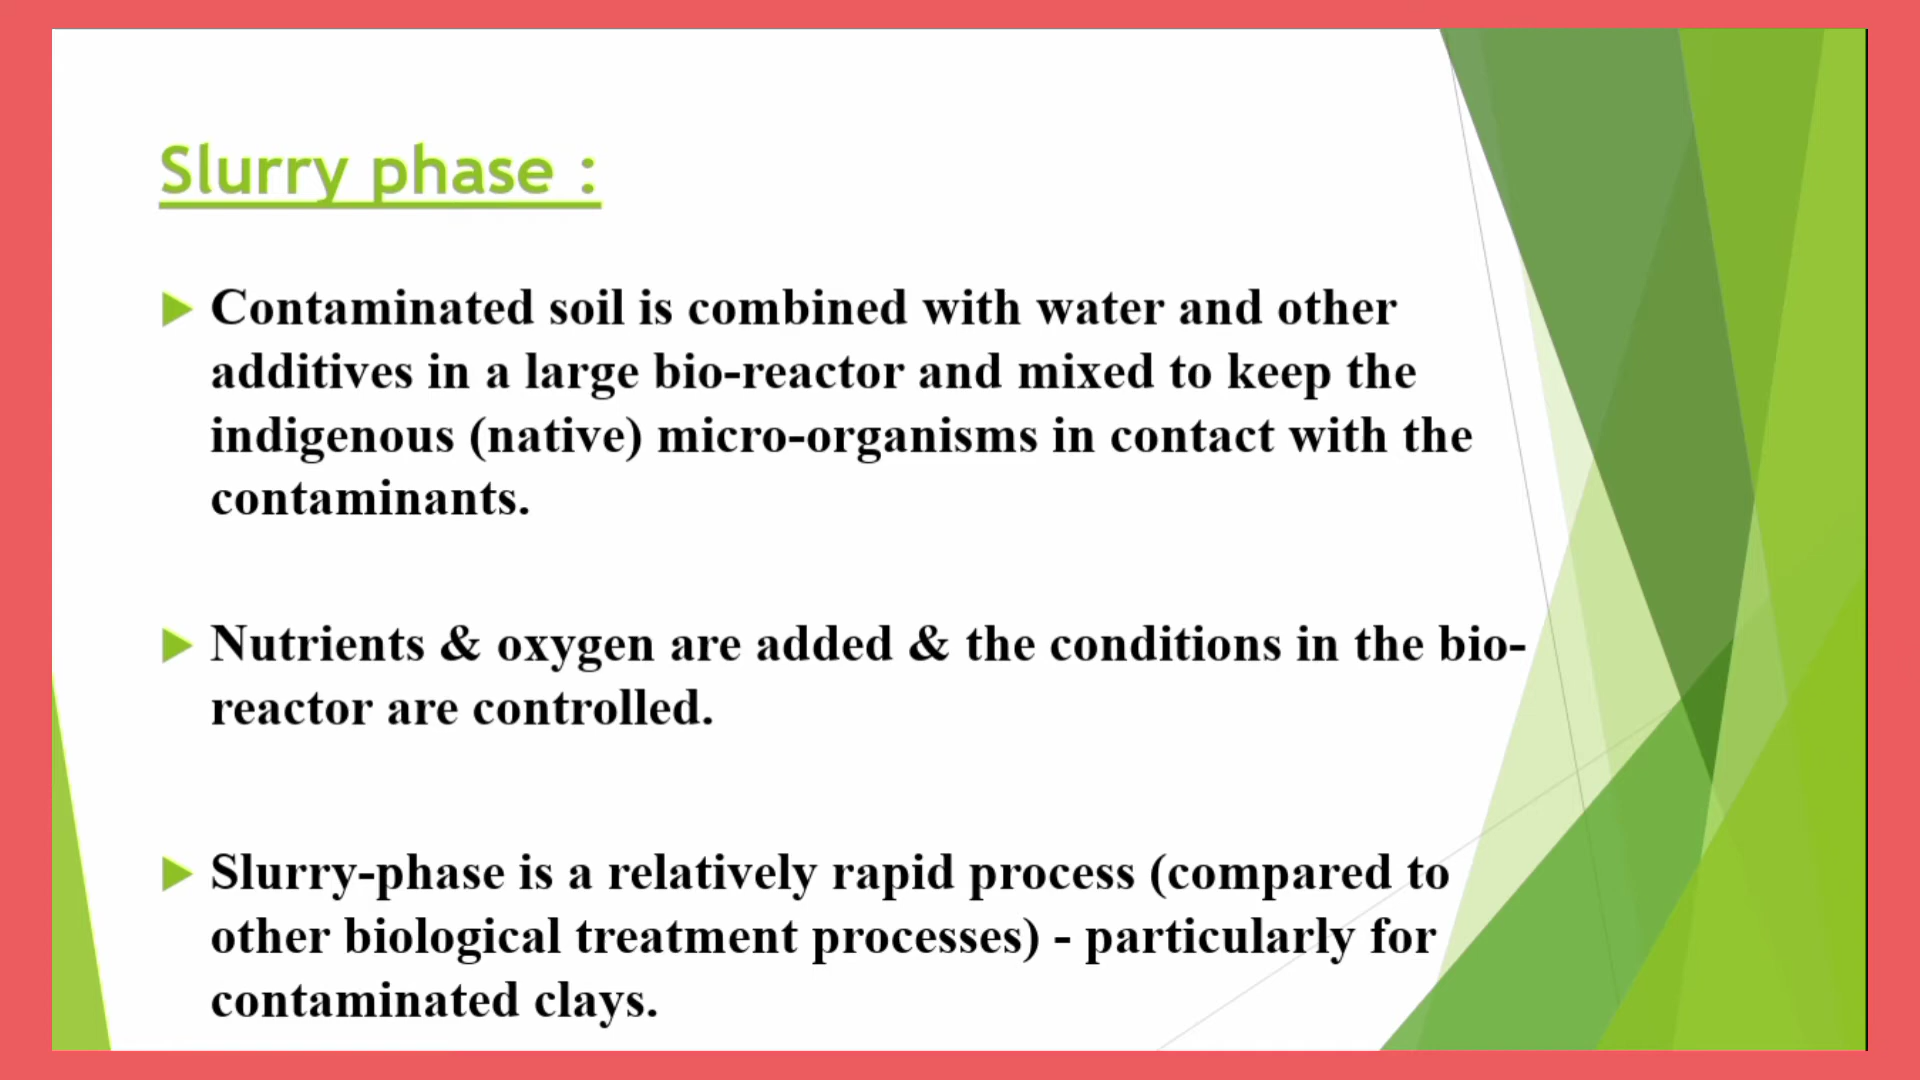 Slurry phase :
Contaminated soil is combined with water and other
additives in a large bio-reactor and mixed to keep the
indigenous (native) micro-organisms in contact with the
contaminants.
Nutrients & oxygen are added & the conditions in the bio-
reactor are controlled.
Slurry-phase is a relatively rapid process (compared to
other biological treatment processes) - particularly for
contaminated clays.